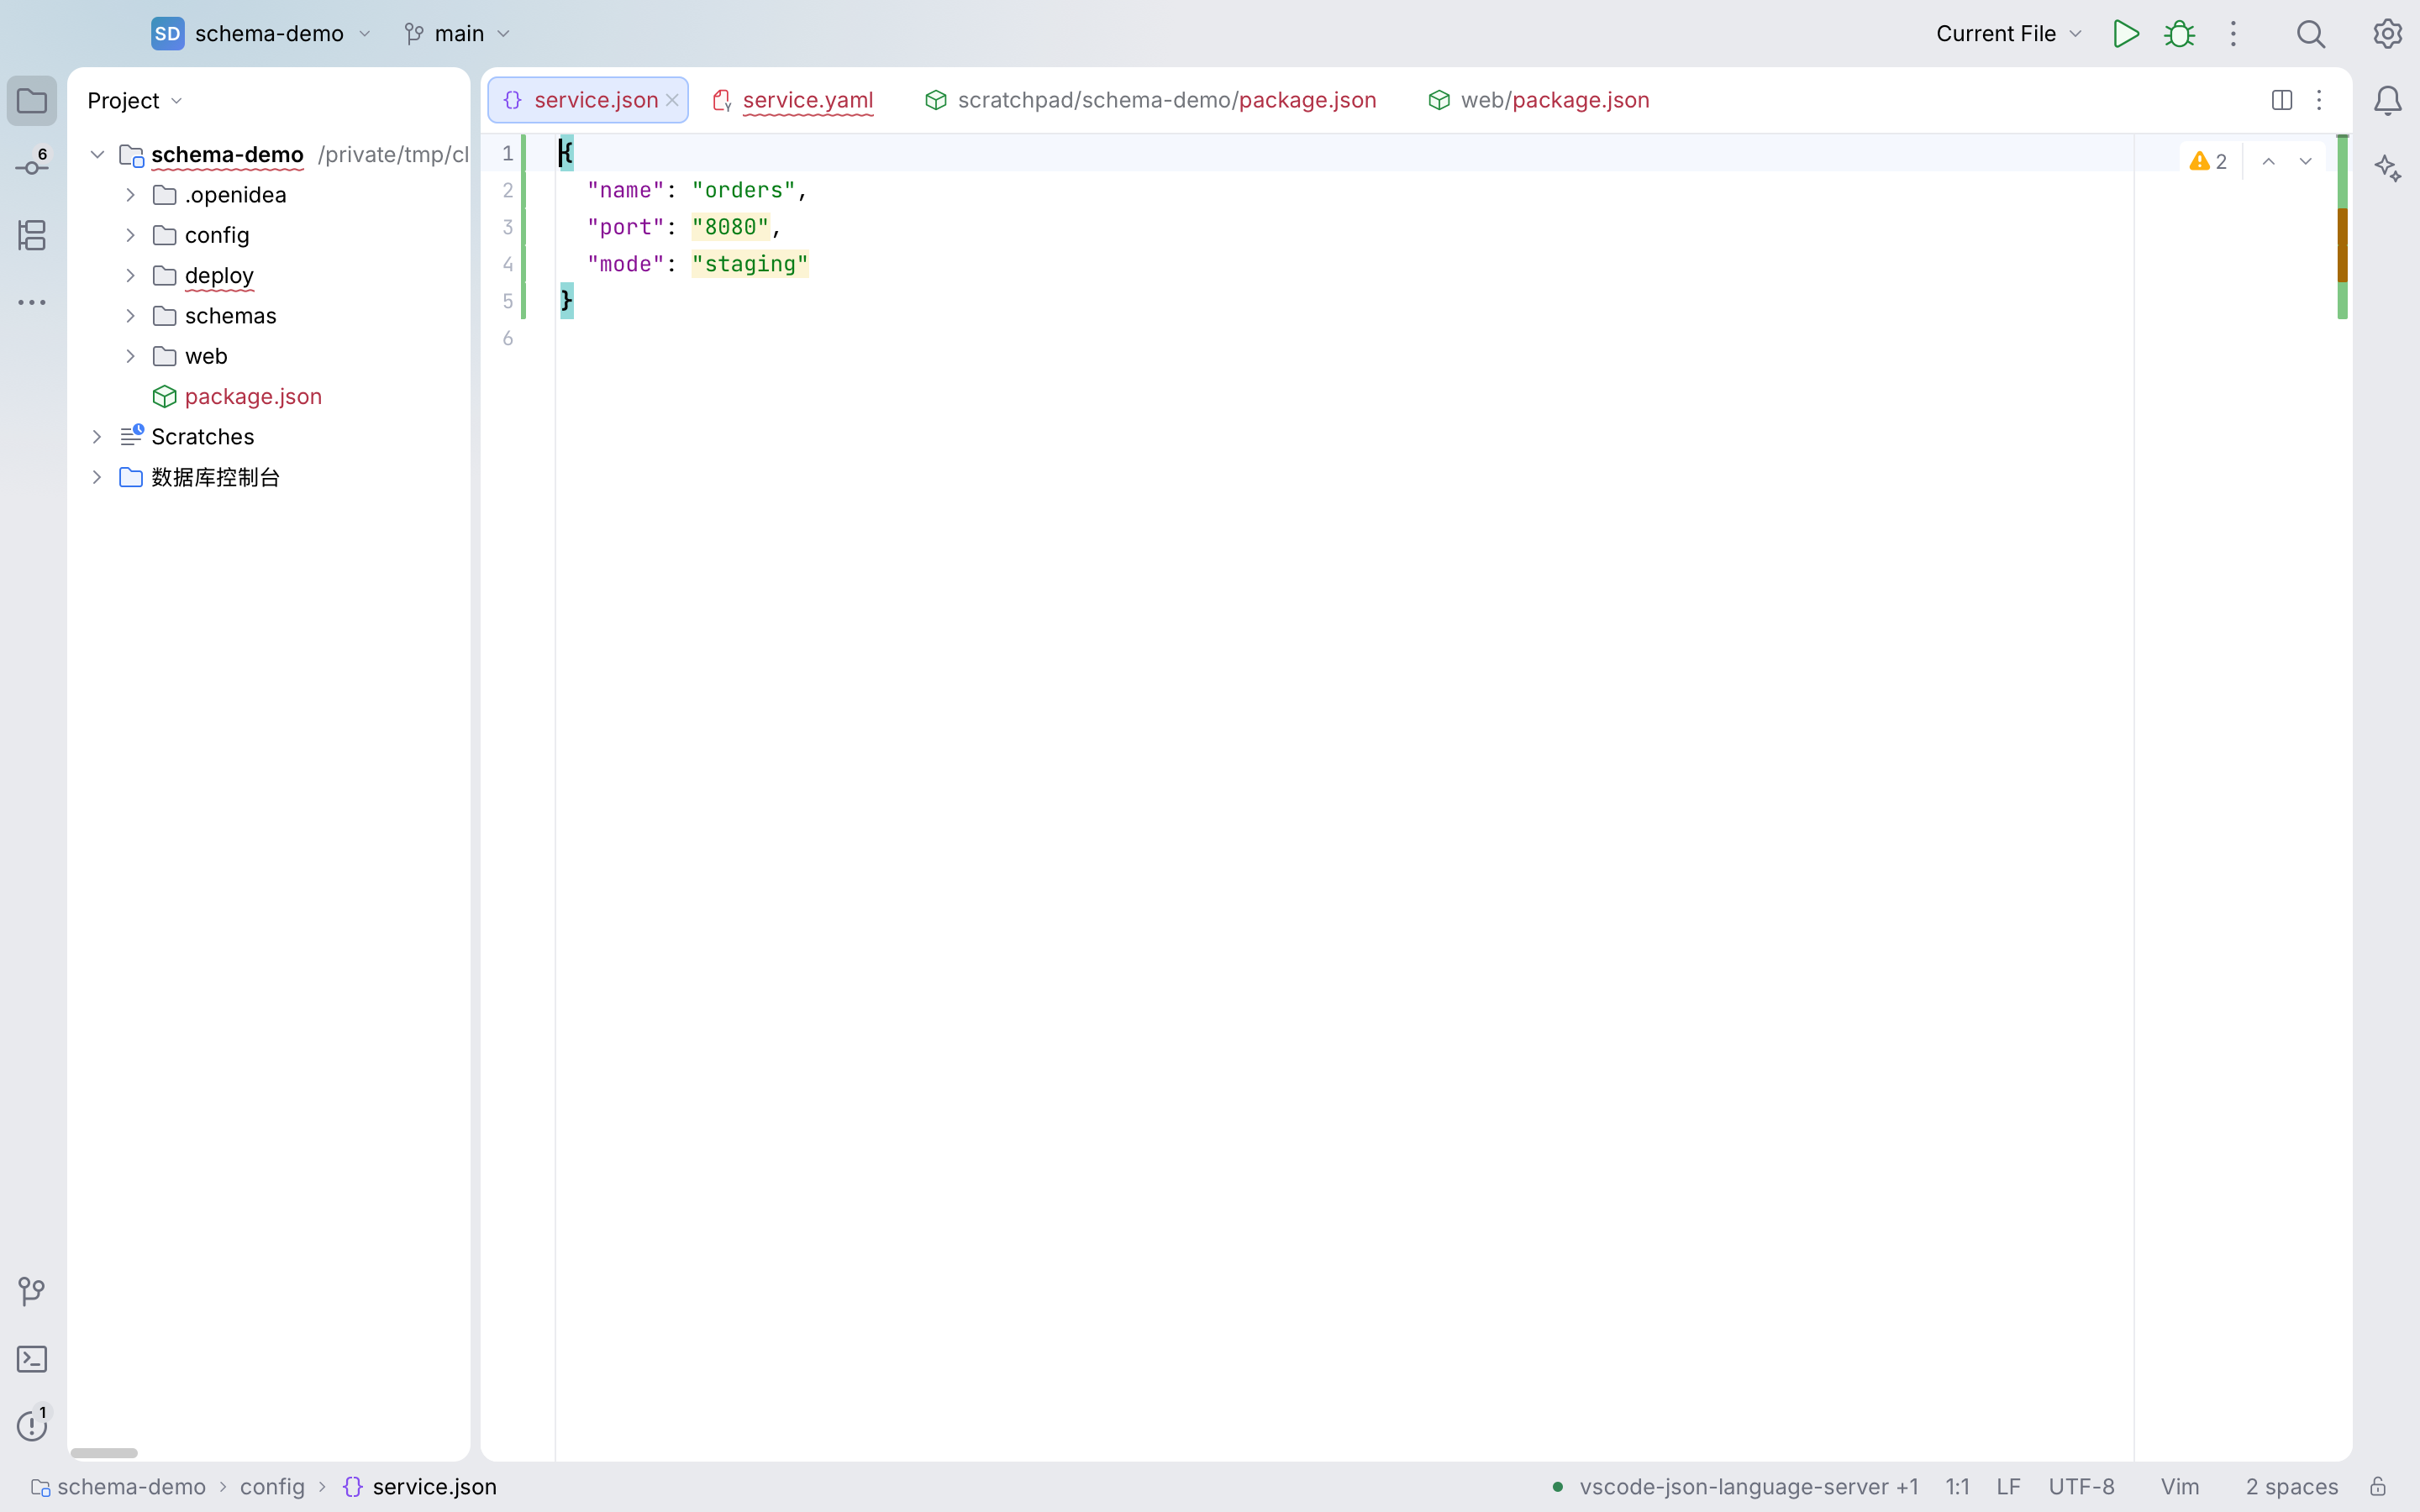 SD schema-demo main Current File
Project
service.json service.yaml scratchpad/schema-demo/package.json web/package.json
6
schema-demo /private/tmp/cl
.openidea
config
deploy
schemas
web
package.json
Scratches
数据库控制台
1 {
2 "name": "orders",
3 "port": "8080",
4 "mode": "staging"
5 }
6
2
1
schema-demo › config › {} service.json vscode-json-language-server +1 1:1 LF UTF-8 Vim 2 spaces